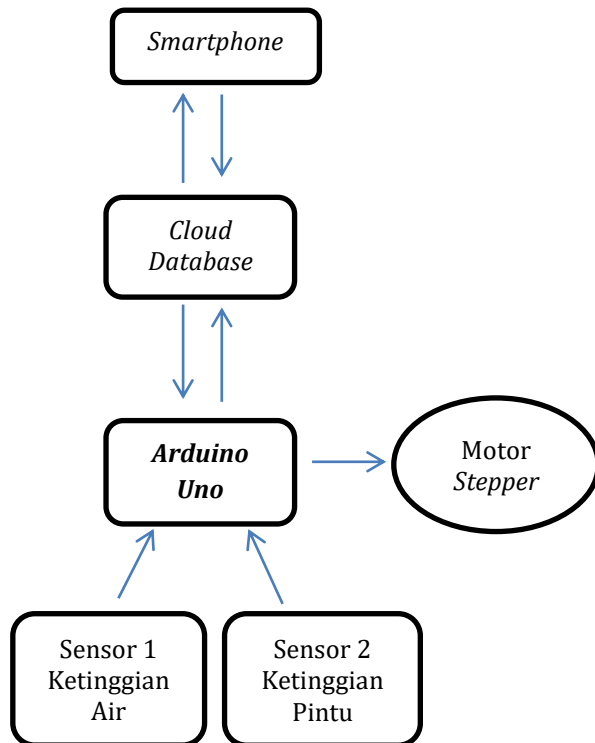 Smartphone
Cloud
Database
Arduino
Uno
Motor
Stepper
Sensor 1
Ketinggian
Air
Sensor 2
Ketinggian
Pintu